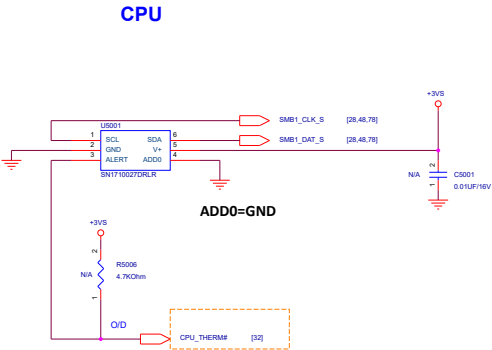 CPU
+3VS
U5001
SMB1_CLK_S [28,48,78]
1 SCL SDA 6
SMB1_DAT_S [28,48,78]
2 GND V+ 5
3 ALERT ADD0 4
SN1710027DRLR
2
N/A C5001
1 0.01UF/16V
ADD0=GND
+3VS
2
R5006
N/A 4.7KOhm
1
O/D
CPU_THERM# [32]